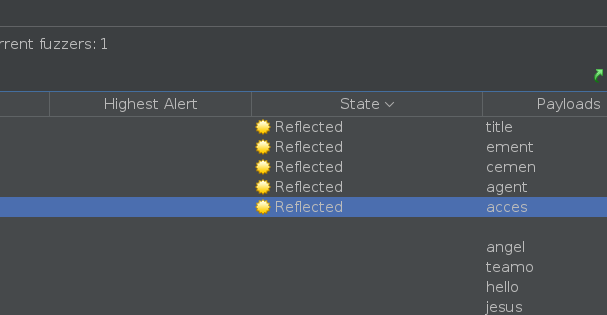 rrent fuzzers: 1
Highest Alert State Payloads
Reflected title
Reflected ement
Reflected cemen
Reflected agent
Reflected acces
angel
teamo
hello
jesus